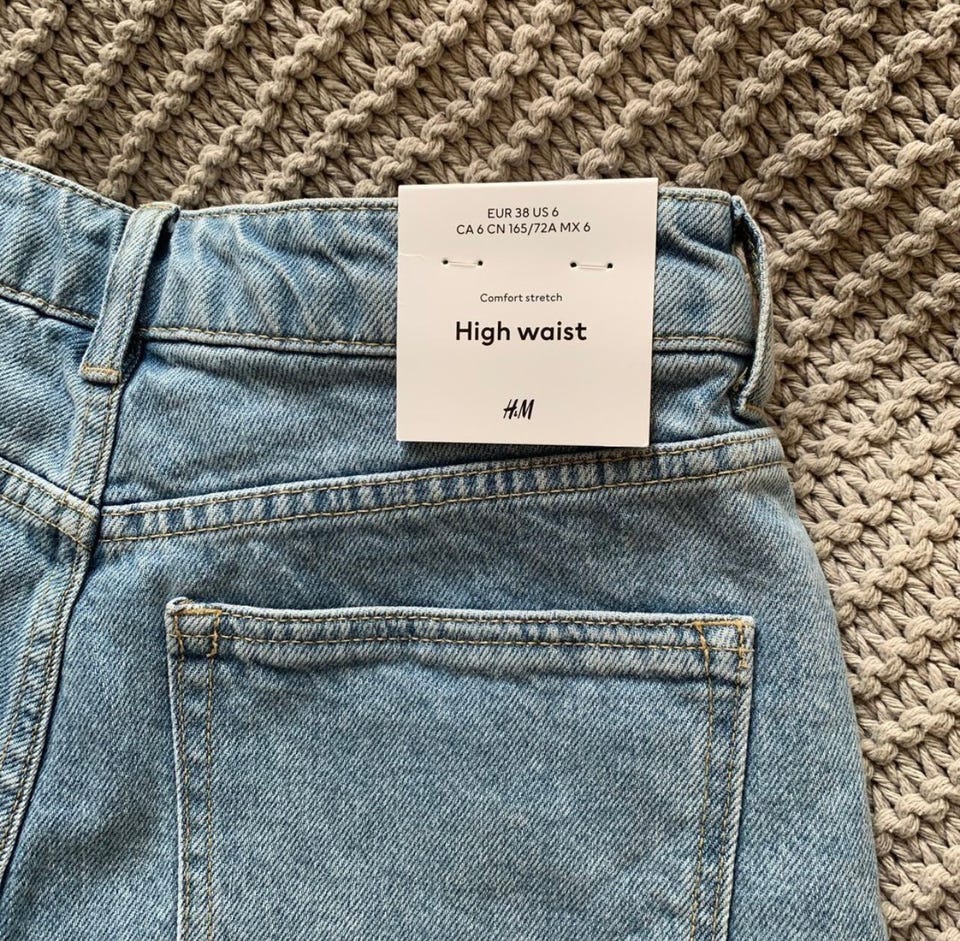 EUR 38 US 6
CA 6 CN 165/72A MX 6
Comfort stretch
High waist
H&M